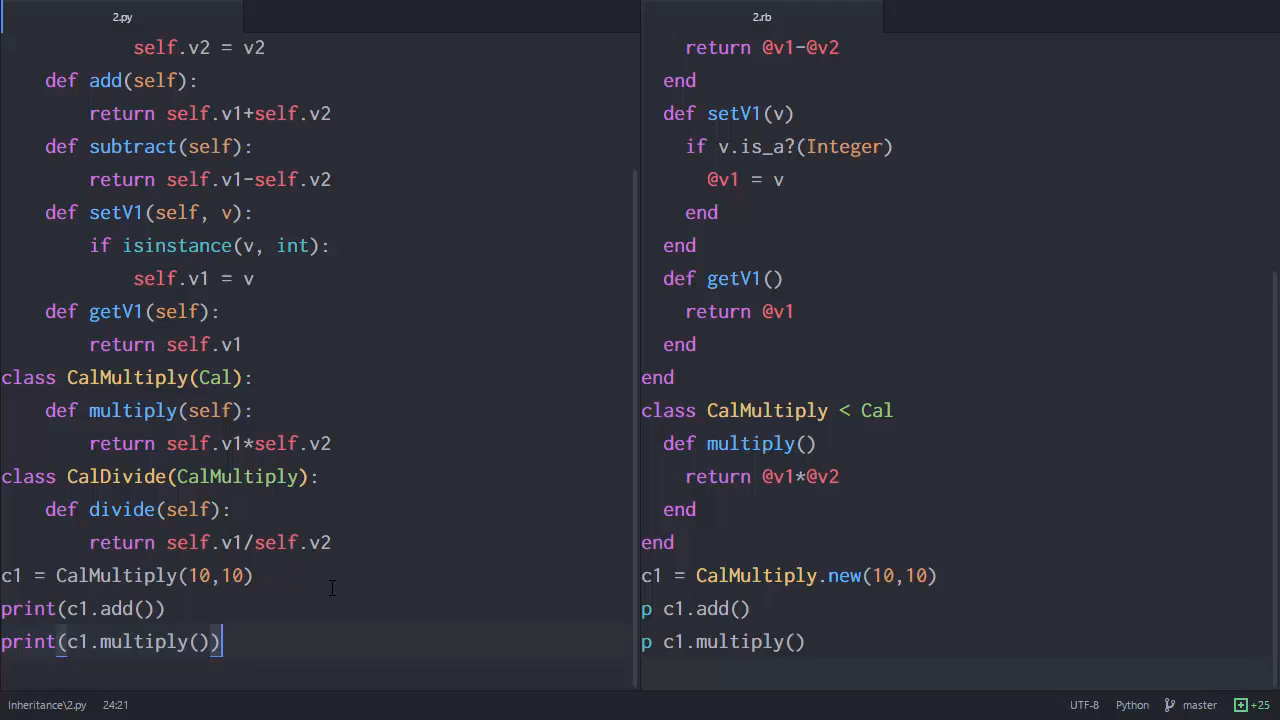 2.py
self.v2 = v2
def add(self):
return self.v1+self.v2
def subtract(self):
return self.v1-self.v2
def setV1(self, v):
if isinstance(v, int):
self.v1 = v
def getV1(self):
return self.v1
class CalMultiply(Cal):
def multiply(self):
return self.v1*self.v2
class CalDivide(CalMultiply):
def divide(self):
return self.v1/self.v2
c1 = CalMultiply(10,10)
print(c1.add())
print(c1.multiply())
2.rb
return @v1-@v2
end
def setV1(v)
if v.is_a?(Integer)
@v1 = v
end
end
def getV1()
return @v1
end
end
class CalMultiply < Cal
def multiply()
return @v1*@v2
end
end
c1 = CalMultiply.new(10,10)
p c1.add()
p c1.multiply()
Inheritance\2.py 24:21 UTF-8 Python master +25